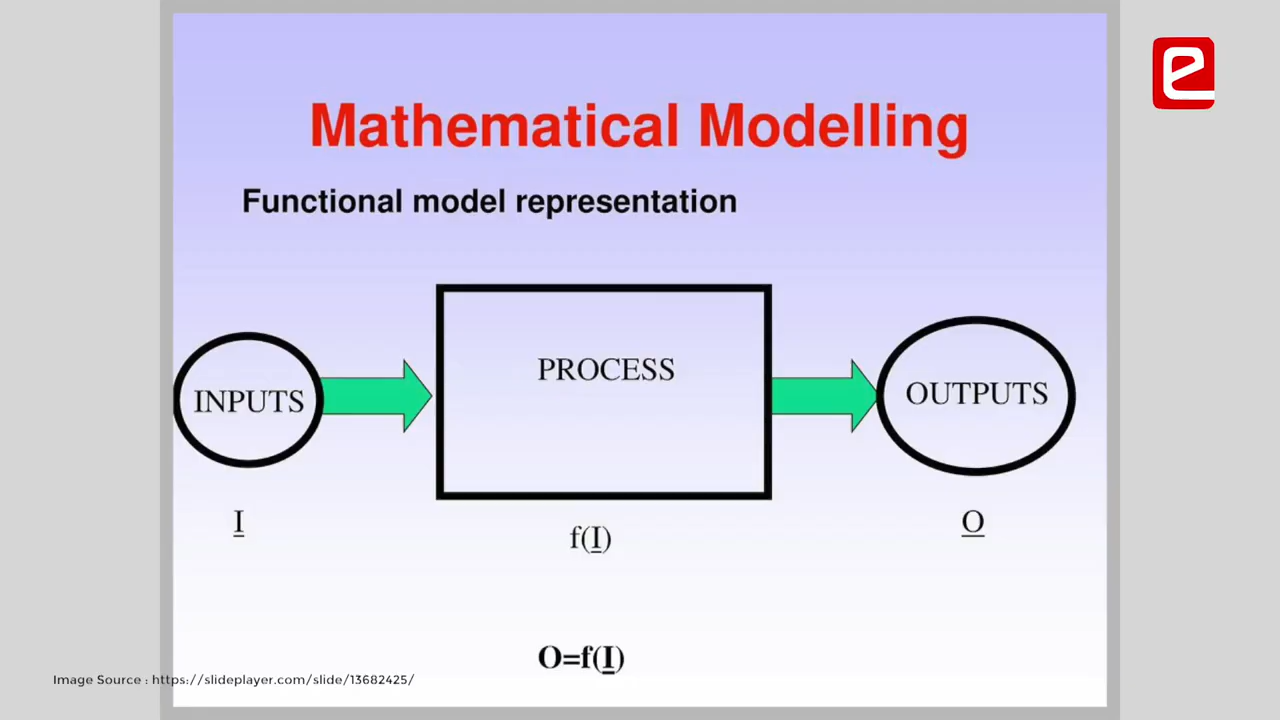 Mathematical Modelling
Functional model representation
INPUTS
PROCESS
OUTPUTS
I
f(I)
O
O=f(I)
Image Source : https://slideplayer.com/slide/13682425/
e